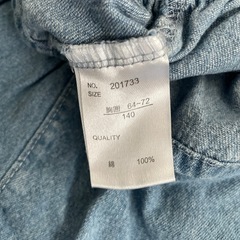 NO. 201733
SIZE
胸囲 64-72
140
QUALITY
綿 100%